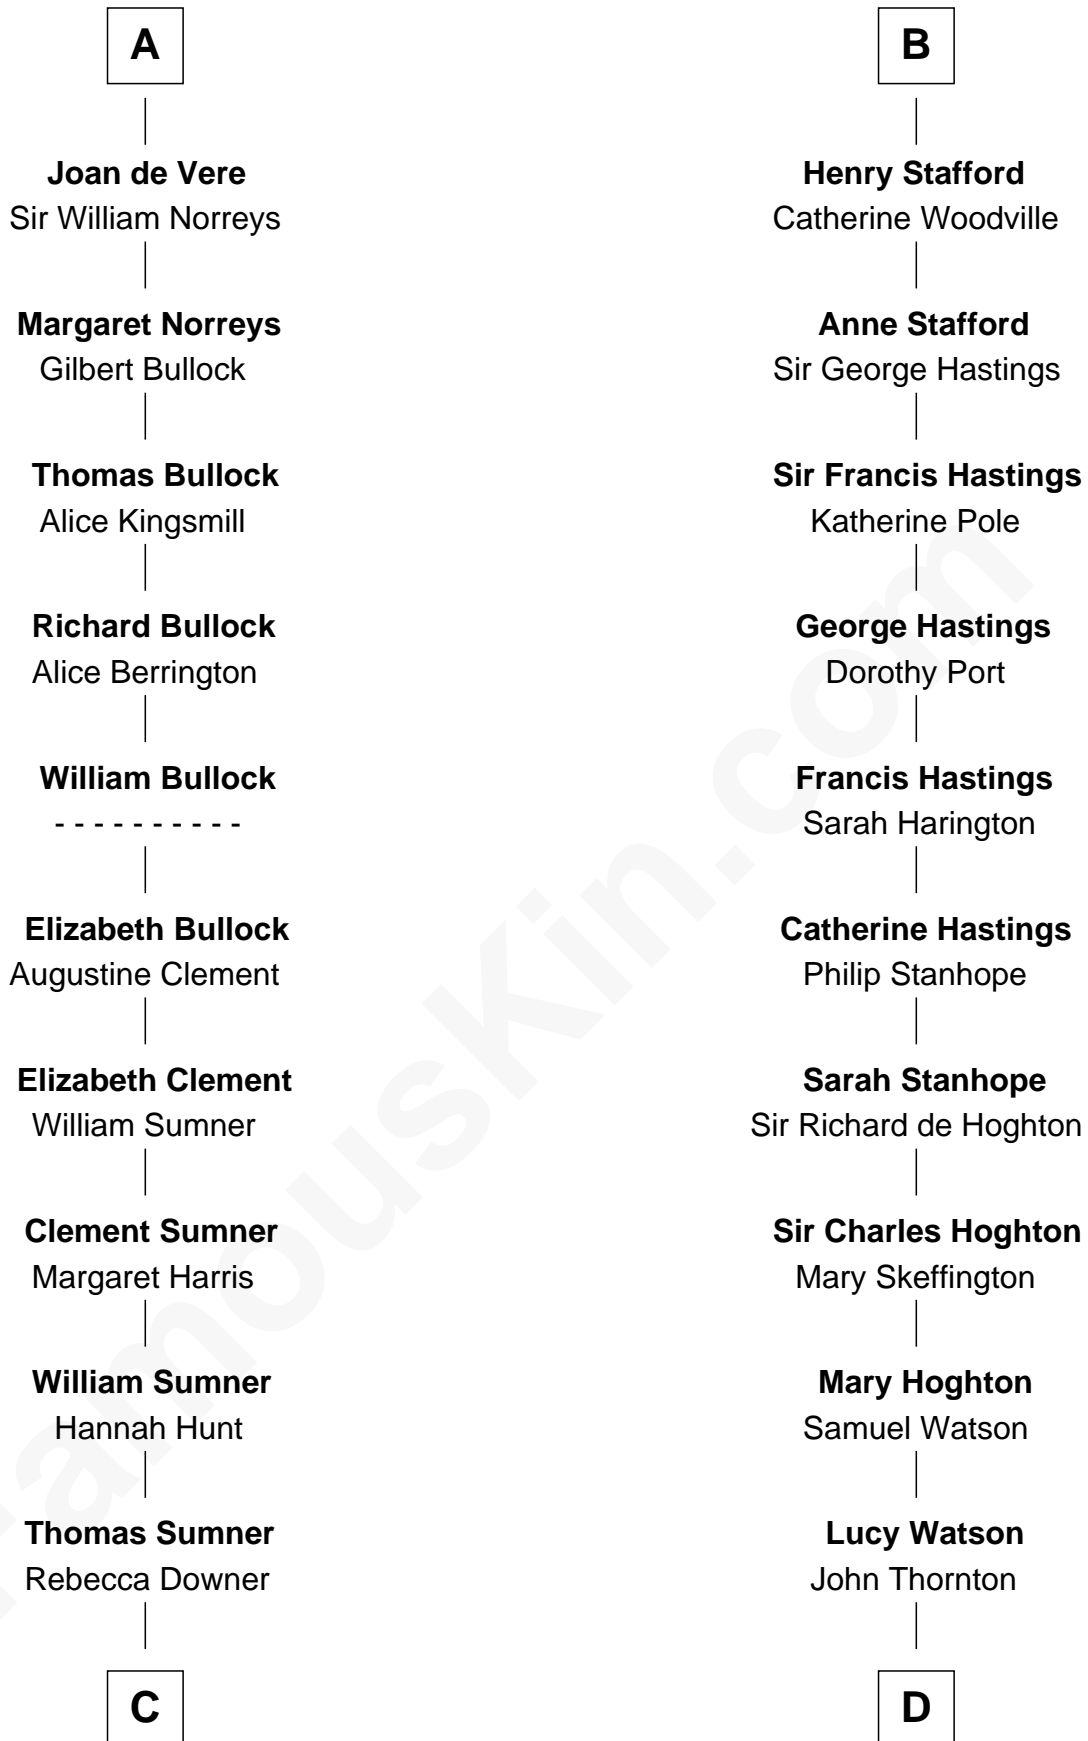 A
Joan de Vere
Sir William Norreys
Margaret Norreys
Gilbert Bullock
Thomas Bullock
Alice Kingsmill
Richard Bullock
Alice Berrington
William Bullock
- - - - - - - - - -
Elizabeth Bullock
Augustine Clement
Elizabeth Clement
William Sumner
Clement Sumner
Margaret Harris
William Sumner
Hannah Hunt
Thomas Sumner
Rebecca Downer
C
B
Henry Stafford
Catherine Woodville
Anne Stafford
Sir George Hastings
Sir Francis Hastings
Katherine Pole
George Hastings
Dorothy Port
Francis Hastings
Sarah Harington
Catherine Hastings
Philip Stanhope
Sarah Stanhope
Sir Richard de Hoghton
Sir Charles Hoghton
Mary Skeffington
Mary Hoghton
Samuel Watson
Lucy Watson
John Thornton
D
FamousKin.com